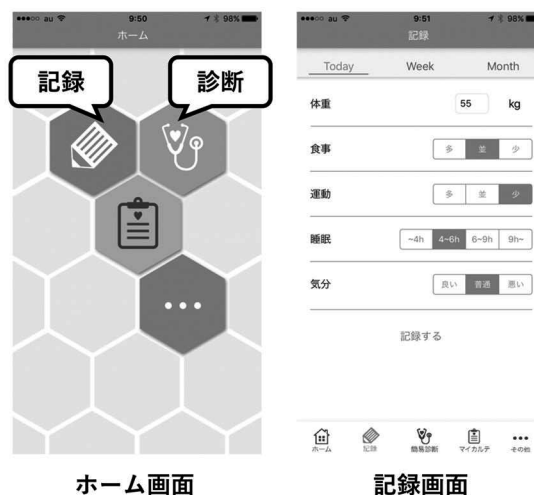 au 9:50 98%
ホーム
記録
診断
ホーム画面
au 9:51 98%
記録
Today Week Month
体重 55 kg
食事 多 並 少
運動 多 並 少
睡眠 ~4h 4~6h 6~9h 9h~
気分 良い 普通 悪い
記録する
ホーム 記録 簡易診断 マイカルテ その他
記録画面